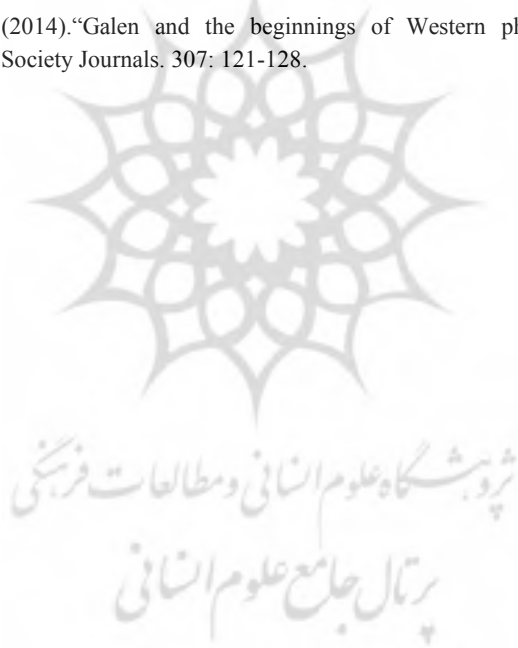 (2014).“Galen and the beginnings of Western ph
Society Journals. 307: 121-128.
پژوهشگاه علوم انسانی و مطالعات فرهنگی
پرتال جامع علوم انسانی